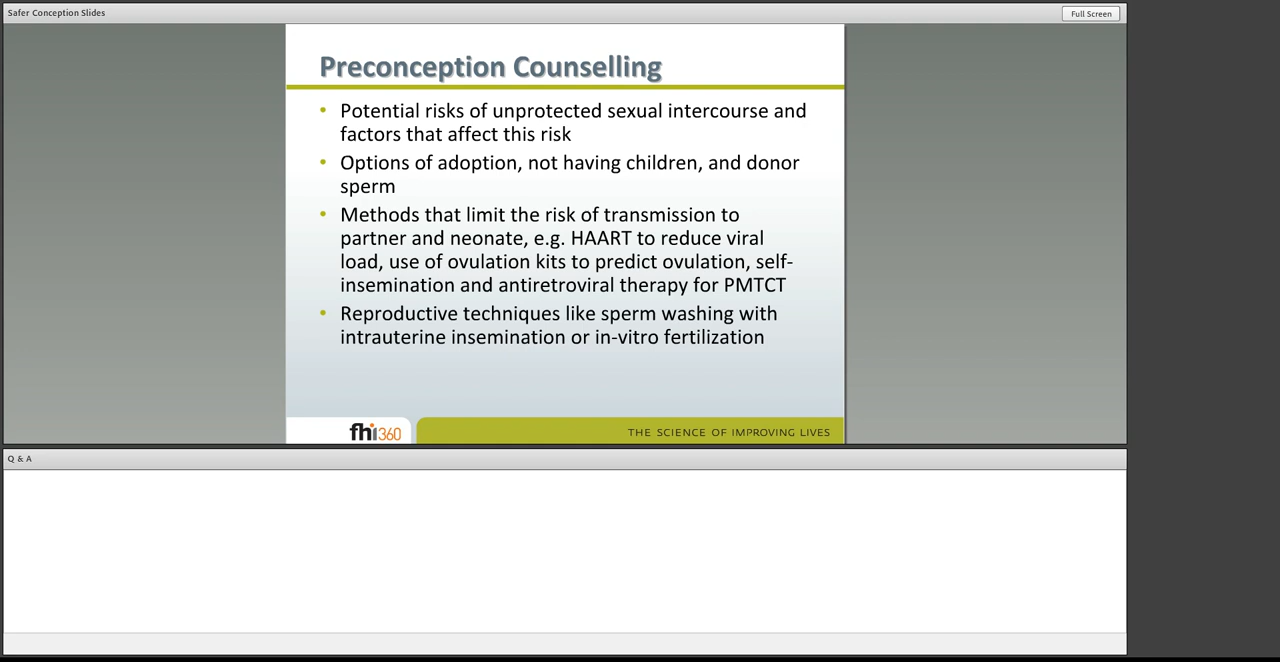 Safer Conception Slides
Full Screen
Preconception Counselling
• Potential risks of unprotected sexual intercourse and
factors that affect this risk
• Options of adoption, not having children, and donor
sperm
• Methods that limit the risk of transmission to
partner and neonate, e.g. HAART to reduce viral
load, use of ovulation kits to predict ovulation, self-
insemination and antiretroviral therapy for PMTCT
• Reproductive techniques like sperm washing with
intrauterine insemination or in-vitro fertilization
fhi360
THE SCIENCE OF IMPROVING LIVES
Q & A